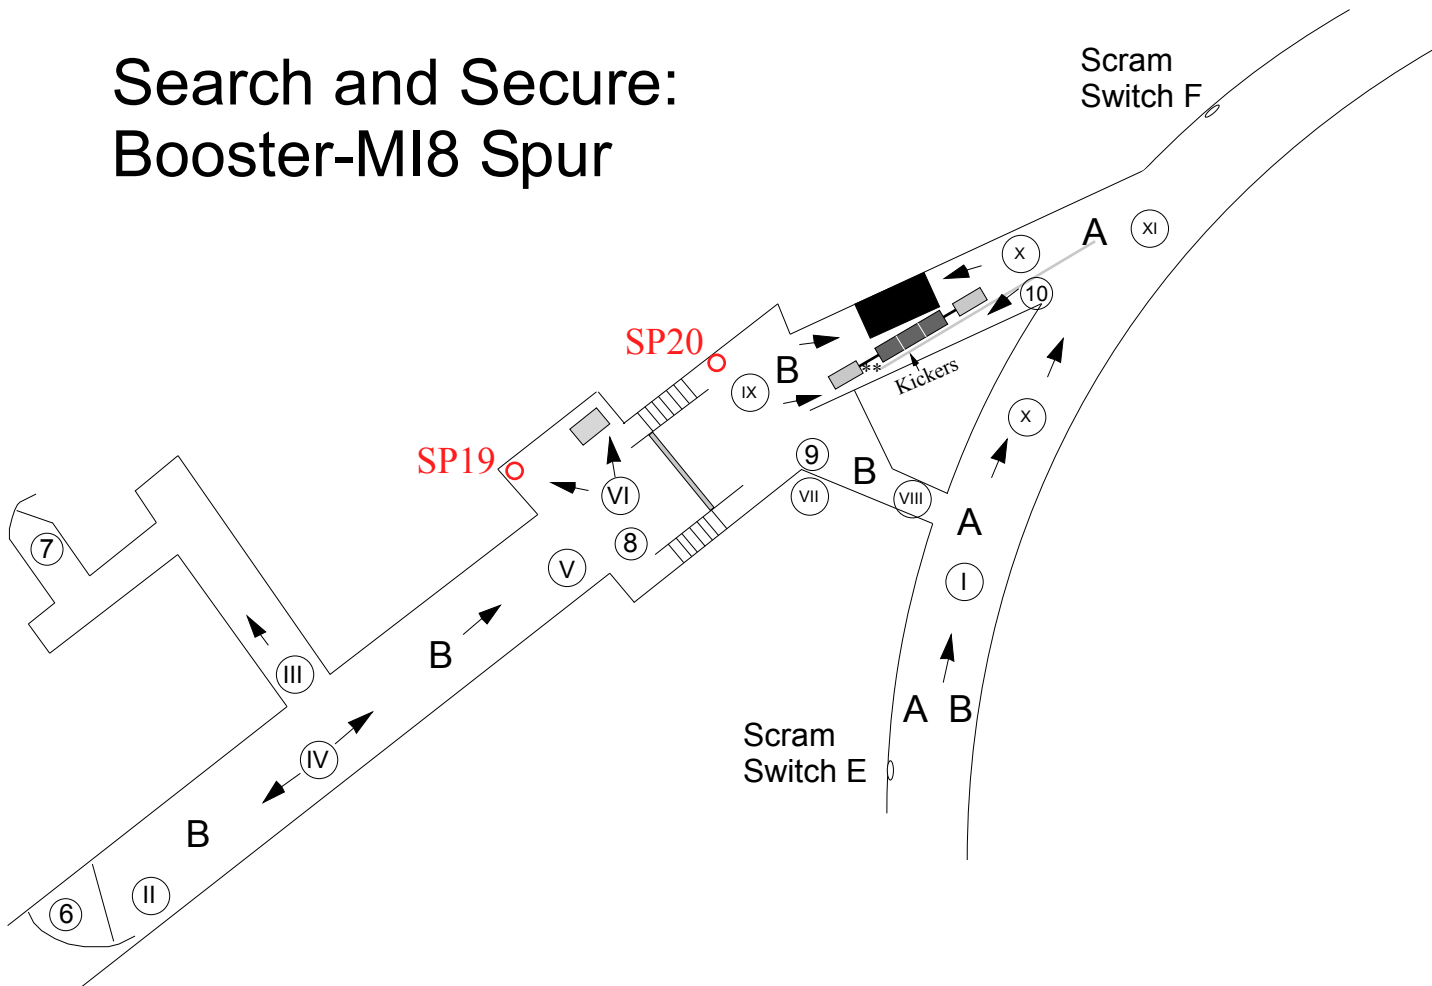 Search and Secure:
Booster-MI8 Spur
Scram
Switch F
A
XI
X
10
SP20
B
**
Kickers
IX
X
SP19
9
B
VI
VII
VIII
A
7
8
V
I
B
III
A B
Scram
Switch E
IV
B
II
6